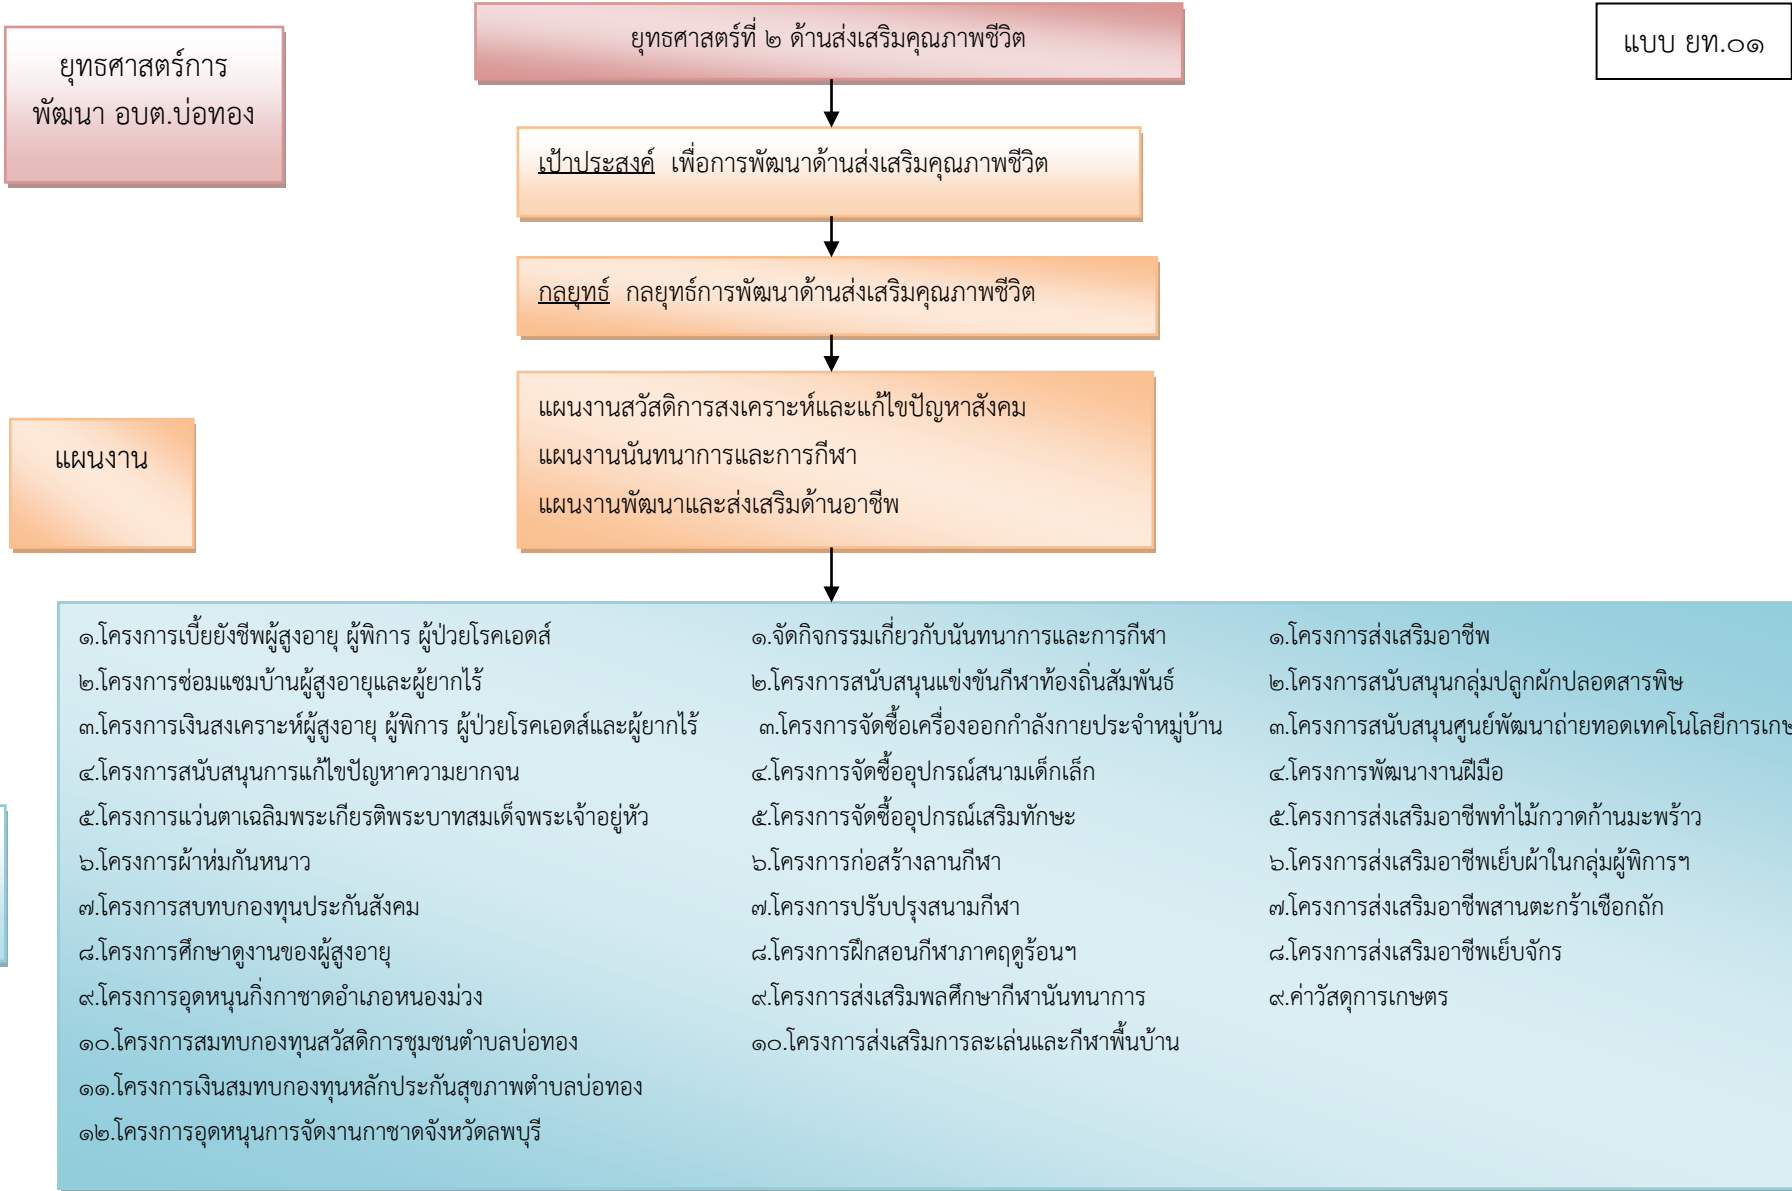 ยุทธศาสตร์การ
พัฒนา อบต.บ่อทอง
ยุทธศาสตร์ที่ ๒ ด้านส่งเสริมคุณภาพชีวิต
แบบ ยท.๐๑
เป้าประสงค์ เพื่อการพัฒนาด้านส่งเสริมคุณภาพชีวิต
กลยุทธ์ กลยุทธ์การพัฒนาด้านส่งเสริมคุณภาพชีวิต
แผนงาน
แผนงานสวัสดิการสงเคราะห์และแก้ไขปัญหาสังคม
แผนงานนันทนาการและการกีฬา
แผนงานพัฒนาและส่งเสริมด้านอาชีพ
๑.โครงการเบี้ยยังชีพผู้สูงอายุ ผู้พิการ ผู้ป่วยโรคเอดส์
๒.โครงการซ่อมแซมบ้านผู้สูงอายุและผู้ยากไร้
๓.โครงการเงินสงเคราะห์ผู้สูงอายุ ผู้พิการ ผู้ป่วยโรคเอดส์และผู้ยากไร้
๔.โครงการสนับสนุนการแก้ไขปัญหาความยากจน
๕.โครงการแว่นตาเฉลิมพระเกียรติพระบาทสมเด็จพระเจ้าอยู่หัว
๖.โครงการผ้าห่มกันหนาว
๗.โครงการสบทบกองทุนประกันสังคม
๘.โครงการศึกษาดูงานของผู้สูงอายุ
๙.โครงการอุดหนุนกิ่งกาชาดอำเภอหนองม่วง
๑๐.โครงการสมทบกองทุนสวัสดิการชุมชนตำบลบ่อทอง
๑๑.โครงการเงินสมทบกองทุนหลักประกันสุขภาพตำบลบ่อทอง
๑๒.โครงการอุดหนุนการจัดงานกาชาดจังหวัดลพบุรี
๑.จัดกิจกรรมเกี่ยวกับนันทนาการและการกีฬา
๒.โครงการสนับสนุนแข่งขันกีฬาท้องถิ่นสัมพันธ์
๓.โครงการจัดซื้อเครื่องออกกำลังกายประจำหมู่บ้าน
๔.โครงการจัดซื้ออุปกรณ์สนามเด็กเล็ก
๕.โครงการจัดซื้ออุปกรณ์เสริมทักษะ
๖.โครงการก่อสร้างลานกีฬา
๗.โครงการปรับปรุงสนามกีฬา
๘.โครงการฝึกสอนกีฬาภาคฤดูร้อนฯ
๙.โครงการส่งเสริมพลศึกษากีฬานันทนาการ
๑๐.โครงการส่งเสริมการละเล่นและกีฬาพื้นบ้าน
๑.โครงการส่งเสริมอาชีพ
๒.โครงการสนับสนุนกลุ่มปลูกผักปลอดสารพิษ
๓.โครงการสนับสนุนศูนย์พัฒนาถ่ายทอดเทคโนโลยีการเกษ
๔.โครงการพัฒนางานฝีมือ
๕.โครงการส่งเสริมอาชีพทำไม้กวาดก้านมะพร้าว
๖.โครงการส่งเสริมอาชีพเย็บผ้าในกลุ่มผู้พิการฯ
๗.โครงการส่งเสริมอาชีพสานตะกร้าเชือกถัก
๘.โครงการส่งเสริมอาชีพเย็บจักร
๙.ค่าวัสดุการเกษตร